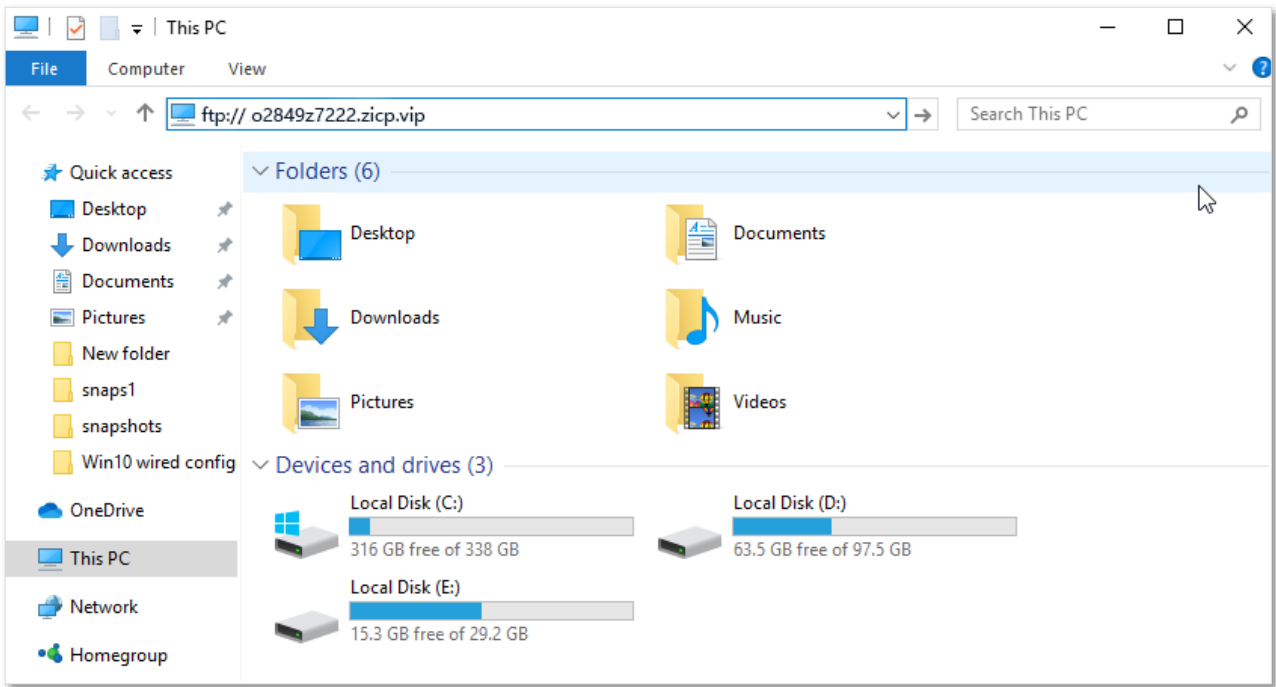 This PC
File Computer View
ftp:// o2849z7222.zicp.vip
Search This PC
Quick access
Desktop
Downloads
Documents
Pictures
New folder
snaps1
snapshots
Win10 wired config
OneDrive
This PC
Network
Homegroup
Folders (6)
Desktop
Documents
Downloads
Music
Pictures
Videos
Devices and drives (3)
Local Disk (C:)
316 GB free of 338 GB
Local Disk (D:)
63.5 GB free of 97.5 GB
Local Disk (E:)
15.3 GB free of 29.2 GB